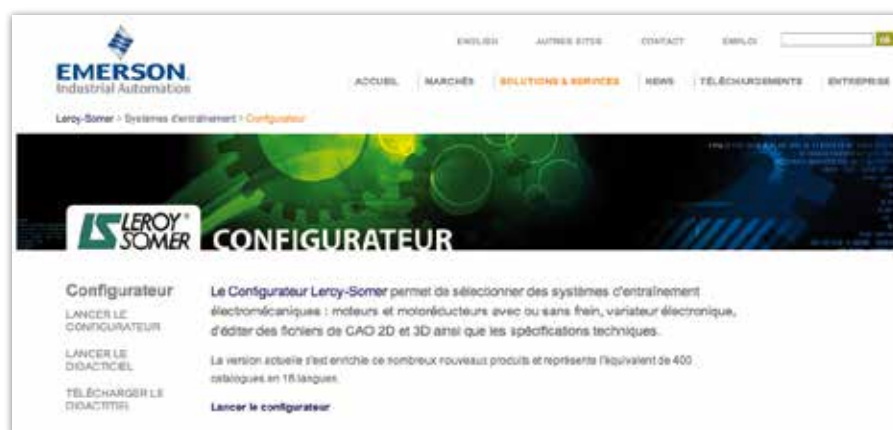 ENGLISH AUTRES SITES CONTACT EMPLOI
EMERSON.
Industrial Automation
ACCUEIL MARCHÉS SOLUTIONS & SERVICES NEWS TÉLÉCHARGEMENTS ENTREPRISE
Leroy-Somer > Systèmes d'entraînement > Configurateur
LS LEROY® SOMER CONFIGURATEUR
Configurateur
LANCER LE
CONFIGURATEUR
LANCER LE
DIDACTICIEL
TÉLÉCHARGER LE
DIDACTITIEL
Le Configurateur Leroy-Somer permet de sélectionner des systèmes d'entraînement
électromécaniques : moteurs et motoréducteurs avec ou sans frein, variateur électronique,
d'éditer des fichiers de CAO 2D et 3D ainsi que les spécifications techniques.
La version actuelle s'est enrichie de nombreux nouveaux produits et représente l'équivalent de 400
catalogues en 16 langues.
Lancer le configurateur